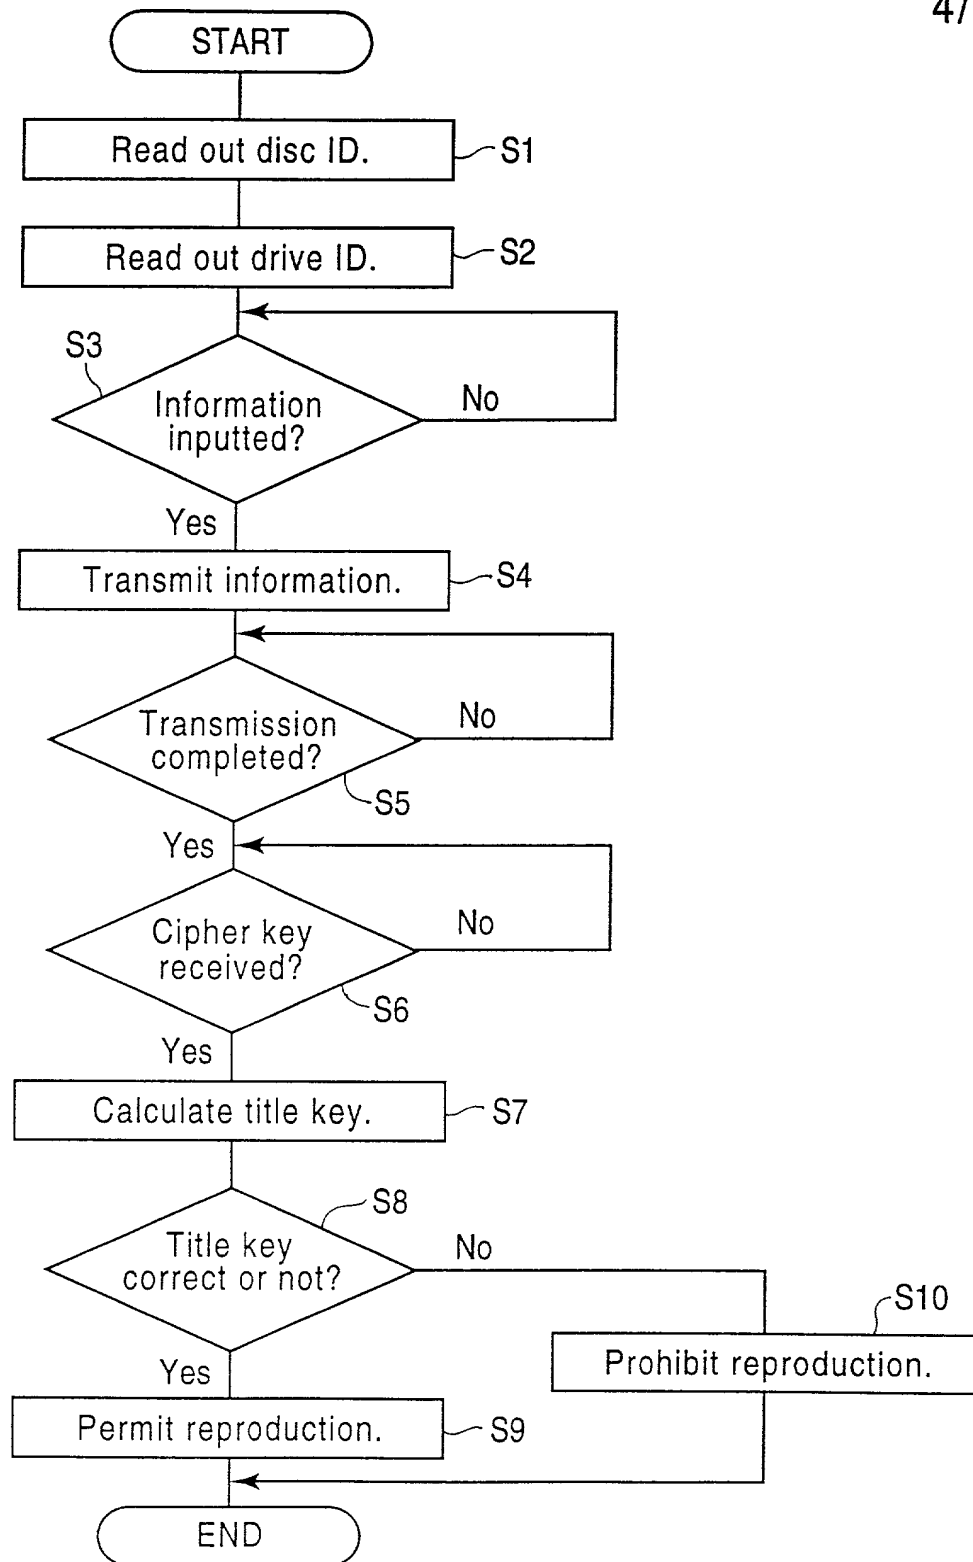 47
START
Read out disc ID.
S1
Read out drive ID.
S2
S3
Information
inputted?
No
Yes
Transmit information.
S4
Transmission
completed?
No
S5
Yes
Cipher key
received?
No
S6
Yes
Calculate title key.
S7
S8
Title key
correct or not?
No
S10
Prohibit reproduction.
Yes
Permit reproduction.
S9
END